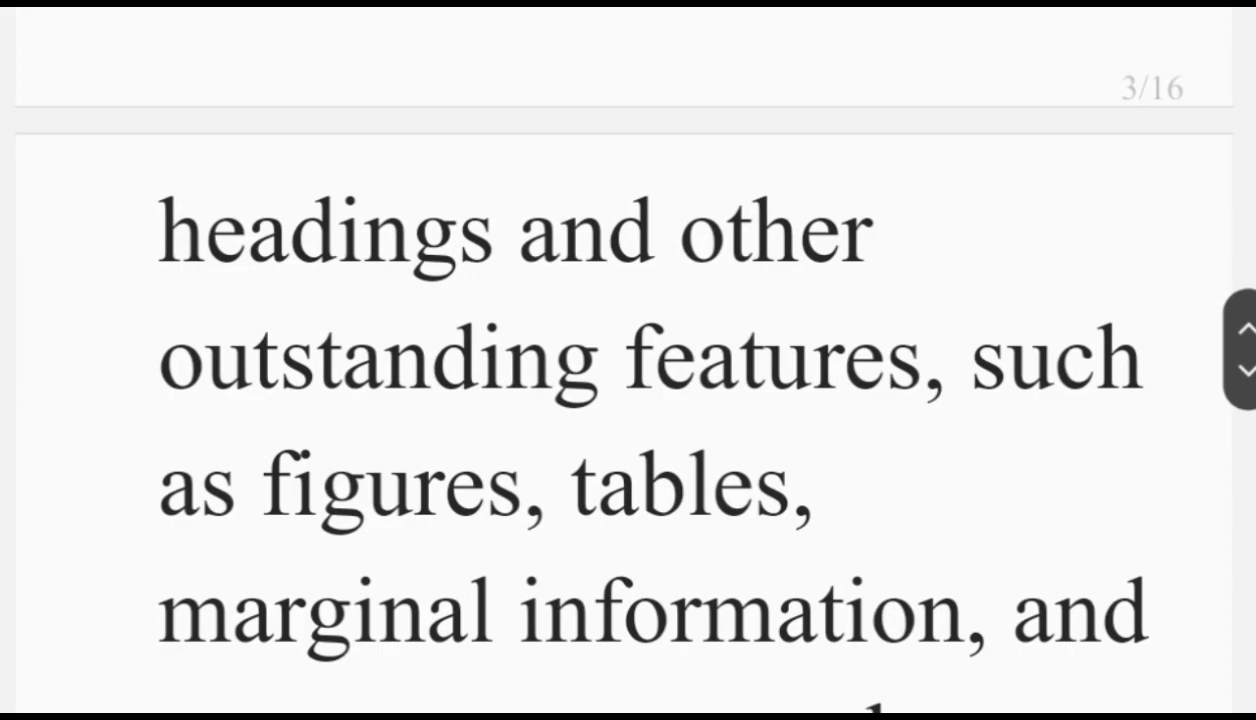 3/16
headings and other
outstanding features, such
as figures, tables,
marginal information, and